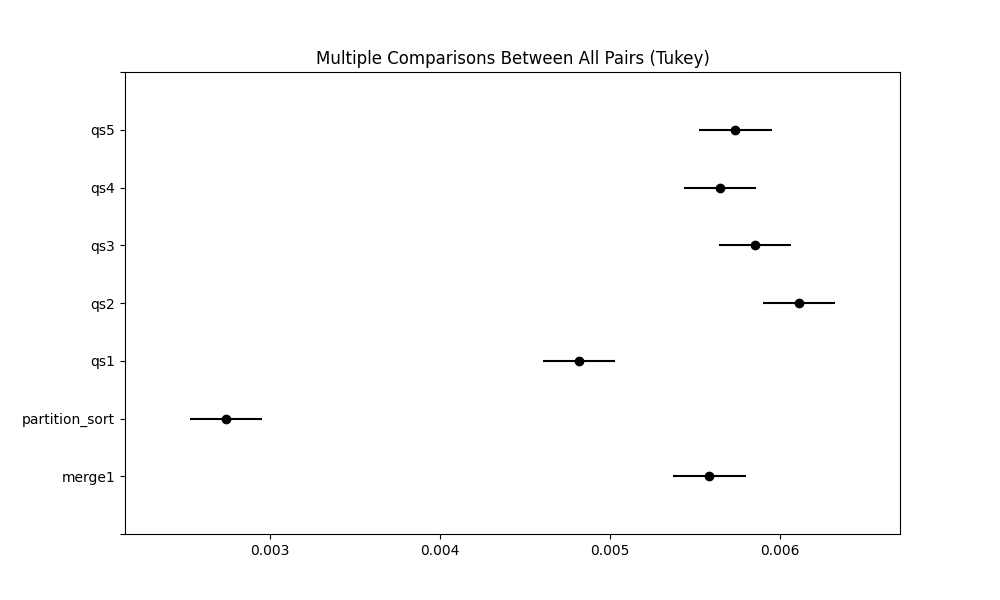 Multiple Comparisons Between All Pairs (Tukey)
qs5
qs4
qs3
qs2
qs1
partition_sort
merge1
0.003 0.004 0.005 0.006